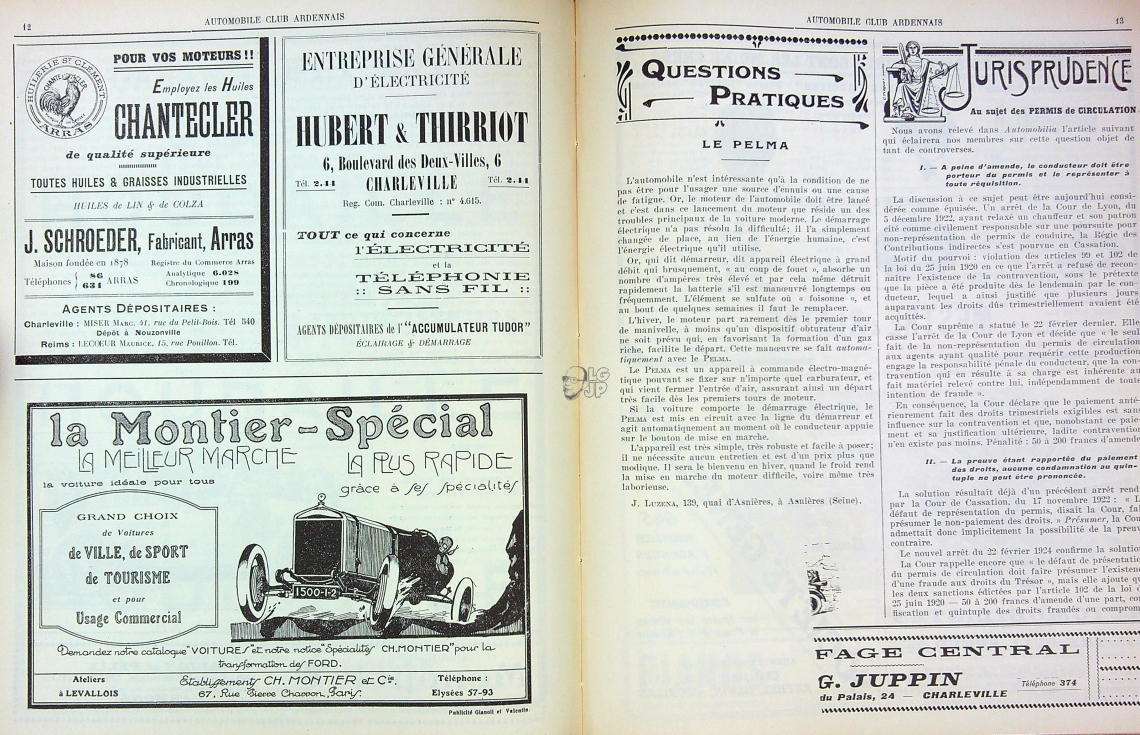 12
AUTOMOBILE CLUB ARDENNAIS
HUILERIE St CLEMENT
CHANTECLER
ARRAS
POUR VOS MOTEURS !!
Employez les Huiles
CHANTECLER
de qualité supérieure
TOUTES HUILES & GRAISSES INDUSTRIELLES
HUILES de LIN & de COLZA
J. SCHROEDER, Fabricant, Arras
Maison fondée en 1878
Téléphones 86 634 ARRAS
Registre du Commerce Arras
Analytique 6.028
Chronologique 199
AGENTS DÉPOSITAIRES :
Charleville : MISER MARC. 41, rue du Petit-Bois. Tél 540
Dépôt à Nouzonville
Reims : LECŒUR MAURICE, 15, rue Pouillon. Tél.
ENTREPRISE GÉNÉRALE
D'ÉLECTRICITÉ
HUBERT & THIRRIOT
6, Boulevard des Deux-Villes, 6
Tél. 2.44 CHARLEVILLE Tél. 2.44
Reg. Com. Charleville : n° 4.615.
TOUT ce qui concerne
l'ÉLECTRICITÉ
et la
TÉLÉPHONIE
:: SANS FIL ::
AGENTS DÉPOSITAIRES de l'"ACCUMULATEUR TUDOR"
ÉCLAIRAGE & DÉMARRAGE
la Montier-Spécial
LA MEILLEUR MARCHE
LA PLUS RAPIDE
la voiture idéale pour tous
grâce à ses spécialités
GRAND CHOIX
de Voitures
de VILLE, de SPORT
de TOURISME
et pour
Usage Commercial
1500-I-2
Demandez notre catalogue "VOITURES" et notre notice "Spécialités CH.MONTIER" pour la
transformation des FORD.
Ateliers
à LEVALLOIS
Etablissements CH. MONTIER et Cie.
67, Rue Pierre Charron, Paris.
Téléphone :
Elysées 57-93
Publicité Gianoli et Valentin.
AUTOMOBILE CLUB ARDENNAIS
13
QUESTIONS
PRATIQUES
LE PELMA
L'automobile n'est intéressante qu'à la condition de ne
pas être pour l'usager une source d'ennuis ou une cause
de fatigue. Or, le moteur de l'automobile doit être lancé
et c'est dans ce lancement du moteur que réside un des
troubles principaux de la voiture moderne. Le démarrage
électrique n'a pas résolu la difficulté; il l'a simplement
changée de place, au lieu de l'énergie humaine, c'est
l'énergie électrique qu'il utilise.
Or, qui dit démarreur, dit appareil électrique à grand
débit qui brusquement, « au coup de fouet », absorbe un
nombre d'ampères très élevé et par cela même détruit
rapidement la batterie s'il est manœuvré longtemps ou
fréquemment. L'élément se sulfate où « foisonne », et
au bout de quelques semaines il faut le remplacer.
L'hiver, le moteur part rarement dès le premier tour
de manivelle, à moins qu'un dispositif obturateur d'air
ne soit prévu qui, en favorisant la formation d'un gaz
riche, facilite le départ. Cette manœuvre se fait automa-
tiquement avec le PELMA.
Le PELMA est un appareil à commande électro-magné-
tique pouvant se fixer sur n'importe quel carburateur, et
qui vient fermer l'entrée d'air, assurant ainsi un départ
très facile dès les premiers tours de moteur.
Si la voiture comporte le démarrage électrique, le
PELMA est mis en circuit avec la ligne du démarreur et
agit automatiquement au moment où le conducteur appuie
sur le bouton de mise en marche.
L'appareil est très simple, très robuste et facile à poser;
il ne nécessite aucun entretien et est d'un prix plus que
modique. Il sera le bienvenu en hiver, quand le froid rend
la mise en marche du moteur difficile, voire même très
laborieuse.
J. LUZENA, 139, quai d'Asnières, à Asnières (Seine).
JURISPRUDENCE
Au sujet des PERMIS de CIRCULATION
Nous avons relevé dans Automobilia l'article suivant
qui éclairera nos membres sur cette question objet de
tant de controverses.
I. — A peine d'amende, le conducteur doit être
porteur du permis et le représenter à
toute réquisition.
La discussion à ce sujet peut être aujourd'hui consi-
dérée comme épuisée. Un arrêt de la Cour de Lyon, du
5 décembre 1922, ayant relaxé un chauffeur et son patron
cité comme civilement responsable sur une poursuite pour
non-représentation de permis de conduire, la Régie des
Contributions indirectes s'est pourvue en Cassation.
Motif du pourvoi : violation des articles 99 et 102 de
la loi du 25 juin 1920 en ce que l'arrêt a refusé de recon-
naître l'existence de la contravention, sous le prétexte
que la pièce a été produite dès le lendemain par le con-
ducteur, lequel a ainsi justifié que plusieurs jours
auparavant les droits dûs trimestriellement avaient été
acquittés.
La Cour suprême a statué le 22 février dernier. Elle
casse l'arrêt de la Cour de Lyon et décide que « le seul
fait de la non-représentation du permis de circulation
aux agents ayant qualité pour requérir cette production
engage la responsabilité pénale du conducteur, que la con-
travention qui en résulte à sa charge est inhérente au
fait matériel relevé contre lui, indépendamment de toute
intention de fraude ».
En conséquence, la Cour déclare que le paiement anté-
rieurement fait des droits trimestriels exigibles est sans
influence sur la contravention et que, nonobstant ce paie-
ment et sa justification ultérieure, ladite contravention
n'en existe pas moins. Pénalité : 50 à 200 francs d'amende
II. — La preuve étant rapportée du paiement
des droits, aucune condamnation au quin-
tuple ne peut être prononcée.
La solution résultait déjà d'un précédent arrêt rend
par la Cour de Cassation, du 17 novembre 1922 : « L
défaut de représentation du permis, disait la Cour, fai
présumer le non-paiement des droits. » Présumer, la Cou
admettait donc implicitement la possibilité de la preuv
contraire.
Le nouvel arrêt du 22 février 1924 confirme la solution
La Cour rappelle encore que « le défaut de présentation
du permis de circulation doit faire présumer l'existen
d'une fraude aux droits du Trésor », mais elle ajoute qu
les deux sanctions édictées par l'article 102 de la loi d
25 juin 1920 — 50 à 200 francs d'amende d'une part, co
fiscation et quintuple des droits fraudés ou comprom
FAGE CENTRAL
G. JUPPIN
du Palais, 24 — CHARLEVILLE
Téléphone 374
LG
JP